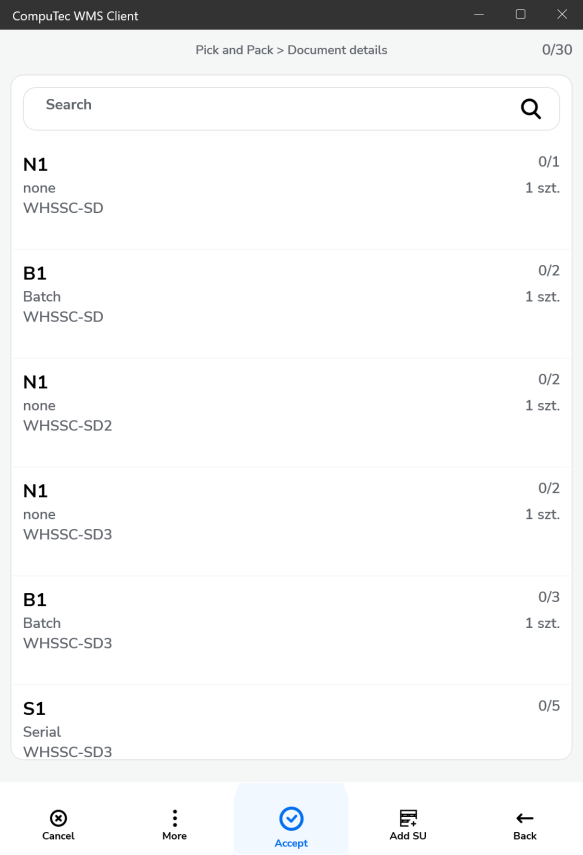 CompuTec WMS Client
Pick and Pack > Document details 0/30
Search
N1 0/1
none 1 szt.
WHSSC-SD
B1 0/2
Batch 1 szt.
WHSSC-SD
N1 0/2
none 1 szt.
WHSSC-SD2
N1 0/2
none 1 szt.
WHSSC-SD3
B1 0/3
Batch 1 szt.
WHSSC-SD3
S1 0/5
Serial
WHSSC-SD3
Cancel More Accept Add SU Back